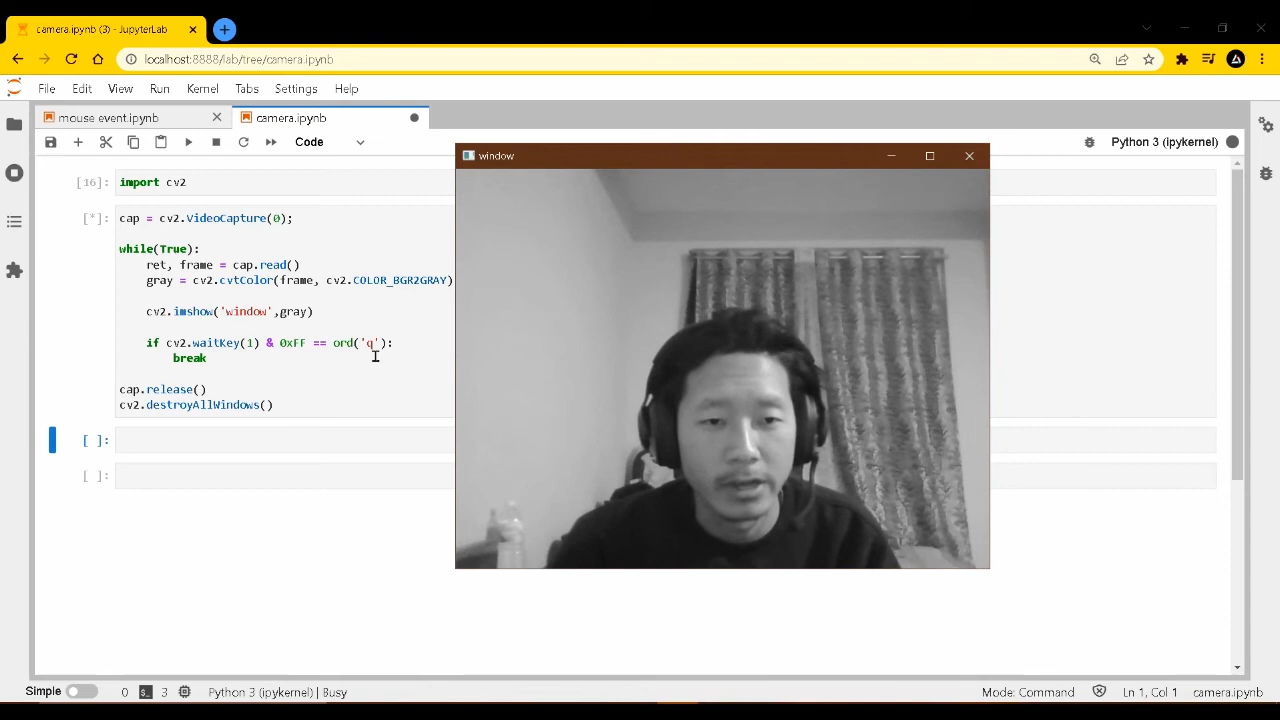 camera.ipynb (3) - JupyterLab
localhost:8888/lab/tree/camera.ipynb
File Edit View Run Kernel Tabs Settings Help
mouse event.ipynb camera.ipynb
Code Python 3 (ipykernel)
window
[16]: import cv2
[*]: cap = cv2.VideoCapture(0);
while(True):
ret, frame = cap.read()
gray = cv2.cvtColor(frame, cv2.COLOR_BGR2GRAY)
cv2.imshow('window',gray)
if cv2.waitKey(1) & 0xFF == ord('q'):
break
cap.release()
cv2.destroyAllWindows()
[ ]:
[ ]:
Simple 0 3 Python 3 (ipykernel) | Busy Mode: Command Ln 1, Col 1 camera.ipynb